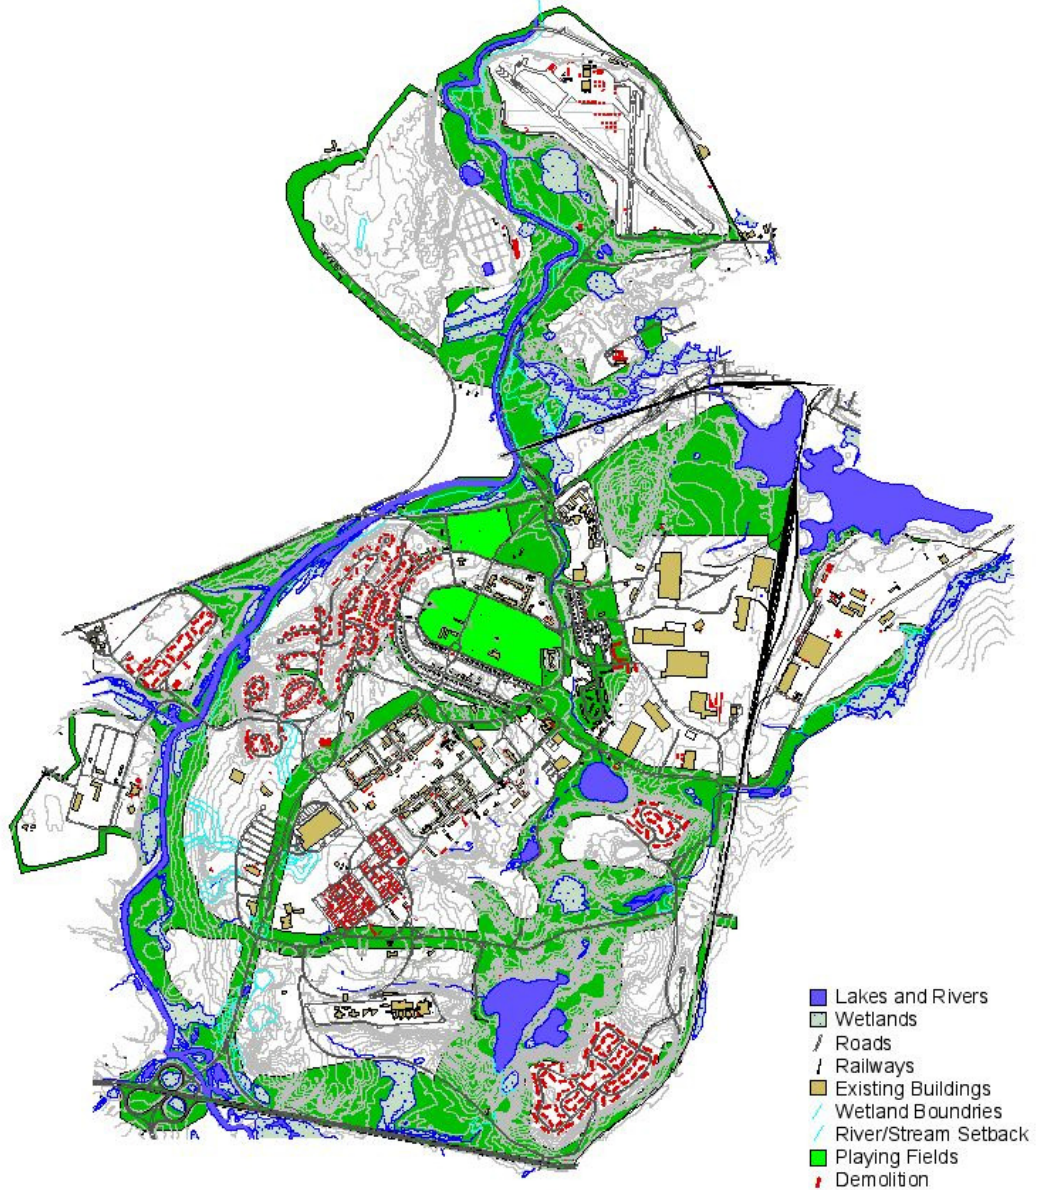 Lakes and Rivers
Wetlands
Roads
Railways
Existing Buildings
Wetland Boundries
River/Stream Setback
Playing Fields
Demolition